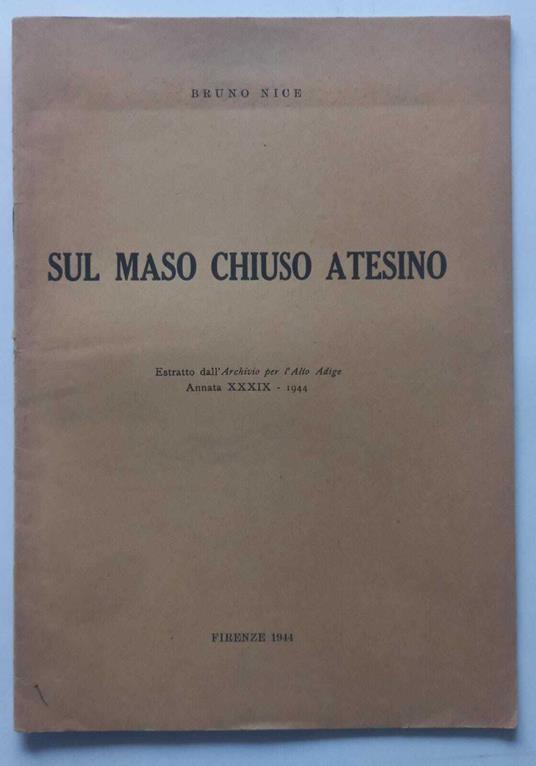 BRUNO NICE
SUL MASO CHIUSO ATESINO
Estratto dall'Archivio per l'Alto Adige
Annata XXXIX - 1944
FIRENZE 1944